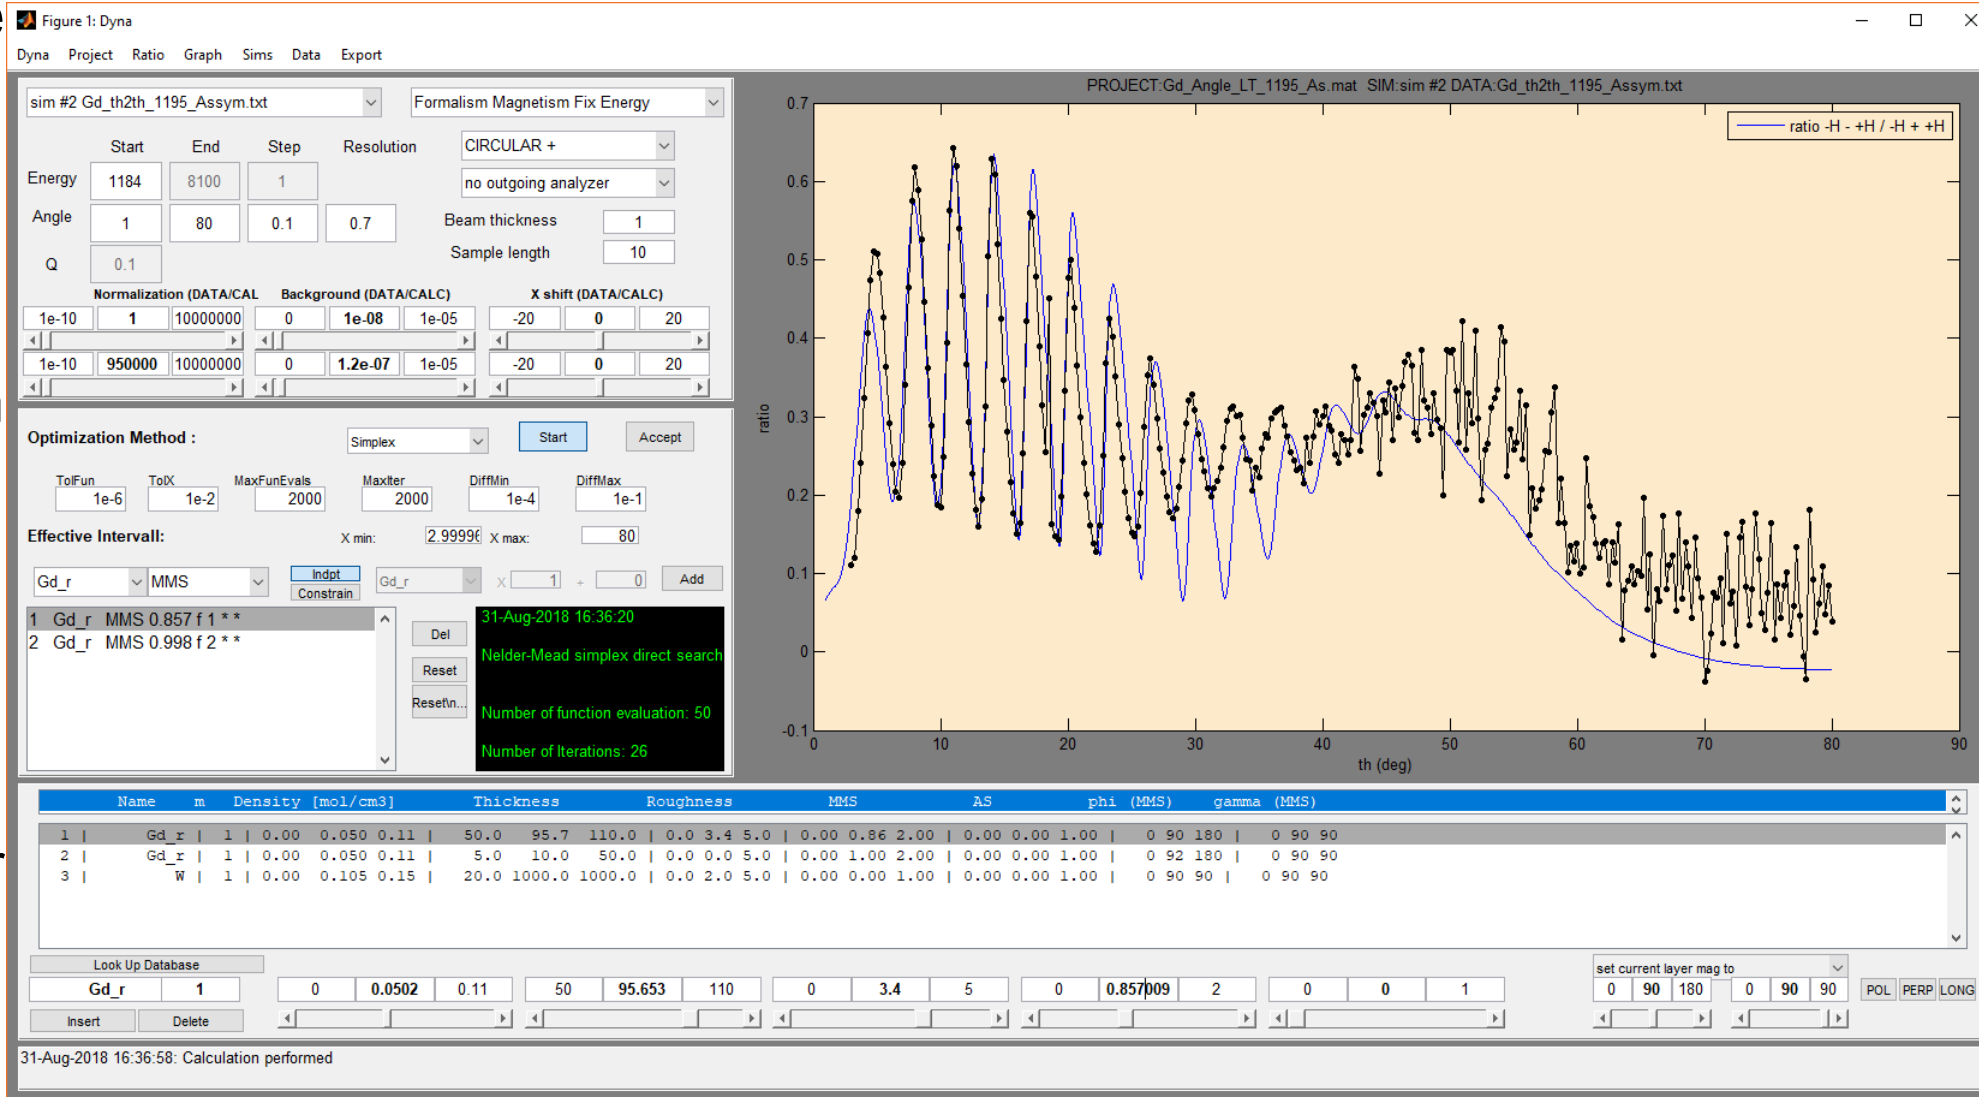 Figure 1: Dyna
Dyna Project Ratio Graph Sims Data Export
sim #2 Gd_th2th_1195_Assym.txt
Formalism Magnetism Fix Energy
Start End Step Resolution
CIRCULAR +
Energy 1184 8100 1
no outgoing analyzer
Angle 1 80 0.1 0.7
Beam thickness 1
Sample length 10
Q 0.1
Normalization (DATA/CAL Background (DATA/CALC) X shift (DATA/CALC)
1e-10 1 10000000 0 1e-08 1e-05 -20 0 20
1e-10 950000 10000000 0 1.2e-07 1e-05 -20 0 20
Optimization Method : Simplex Start Accept
TolFun TolX MaxFunEvals MaxIter DiffMin DiffMax
1e-6 1e-2 2000 2000 1e-4 1e-1
Effective Intervall: X min: 2.99996 X max: 80
Gd_r MMS Indpt Constrain Gd_r X 1 + 0 Add
1 Gd_r MMS 0.857 f 1 * *
2 Gd_r MMS 0.998 f 2 * *
Del
Reset
Reset\n...
31-Aug-2018 16:36:20
Nelder-Mead simplex direct search
Number of function evaluation: 50
Number of Iterations: 26
PROJECT:Gd_Angle_LT_1195_As.mat SIM:sim #2 DATA:Gd_th2th_1195_Assym.txt
ratio -H - +H / -H + +H
0.7
0.6
0.5
0.4
0.3
0.2
0.1
0
-0.1
ratio
0 10 20 30 40 50 60 70 80 90
th (deg)
Name m Density [mol/cm3] Thickness Roughness MMS AS phi (MMS) gamma (MMS)
1 | Gd_r | 1 | 0.00 0.050 0.11 | 50.0 95.7 110.0 | 0.0 3.4 5.0 | 0.00 0.86 2.00 | 0.00 0.00 1.00 | 0 90 180 | 0 90 90
2 | Gd_r | 1 | 0.00 0.050 0.11 | 5.0 10.0 50.0 | 0.0 0.0 5.0 | 0.00 1.00 2.00 | 0.00 0.00 1.00 | 0 92 180 | 0 90 90
3 | W | 1 | 0.00 0.105 0.15 | 20.0 1000.0 1000.0 | 0.0 2.0 5.0 | 0.00 0.00 1.00 | 0.00 0.00 1.00 | 0 90 90 | 0 90 90
Look Up Database
set current layer mag to
Gd_r 1 0 0.0502 0.11 50 95.653 110 0 3.4 5 0 0.857009 2 0 0 1 0 90 180 0 90 90 POL PERP LONG
Insert Delete
31-Aug-2018 16:36:58: Calculation performed